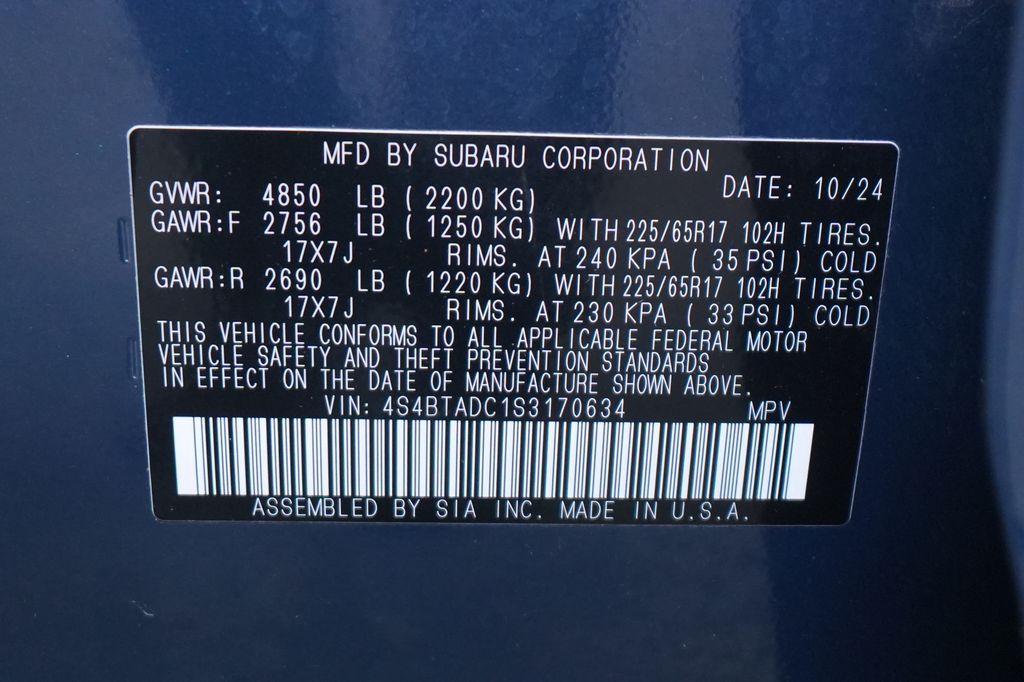 MFD BY SUBARU CORPORATION
DATE: 10/24
GVWR: 4850 LB ( 2200 KG)
GAWR:F 2756 LB ( 1250 KG) WITH 225/65R17 102H TIRES.
17X7J RIMS. AT 240 KPA ( 35 PSI) COLD
GAWR:R 2690 LB ( 1220 KG) WITH 225/65R17 102H TIRES.
17X7J RIMS. AT 230 KPA ( 33 PSI) COLD
THIS VEHICLE CONFORMS TO ALL APPLICABLE FEDERAL MOTOR
VEHICLE SAFETY AND THEFT PREVENTION STANDARDS
IN EFFECT ON THE DATE OF MANUFACTURE SHOWN ABOVE.
VIN: 4S4BTADC1S3170634 MPV
ASSEMBLED BY SIA INC. MADE IN U.S.A.